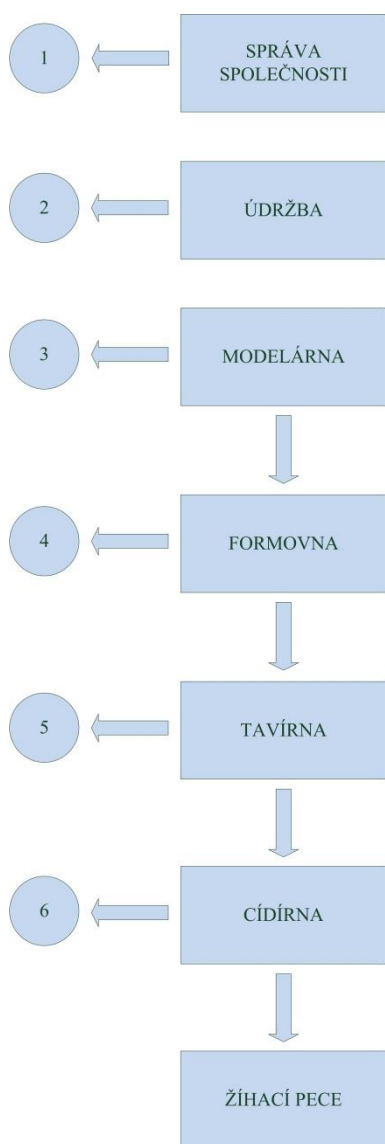 1
SPRÁVA
SPOLEČNOSTI
2
ÚDRŽBA
3
MODELÁRNA
4
FORMOVNA
5
TAVÍRNA
6
CÍDÍRNA
ŽÍHACÍ PECE